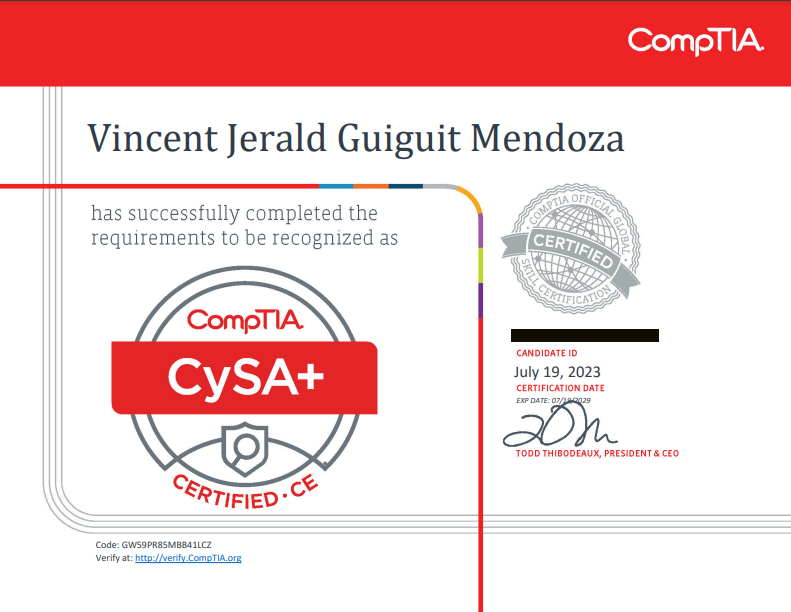 CompTIA.
Vincent Jerald Guiguit Mendoza
has successfully completed the
requirements to be recognized as
COMPTIA OFFICIAL GLOBAL
CERTIFIED
SKILL CERTIFICATION
CompTIA.
CySA+
CERTIFIED • CE
CANDIDATE ID
July 19, 2023
CERTIFICATION DATE
EXP DATE: 07/19/2029
TODD THIBODEAUX, PRESIDENT & CEO
Code: GW59PR85MBB41LCZ
Verify at: http://verify.CompTIA.org